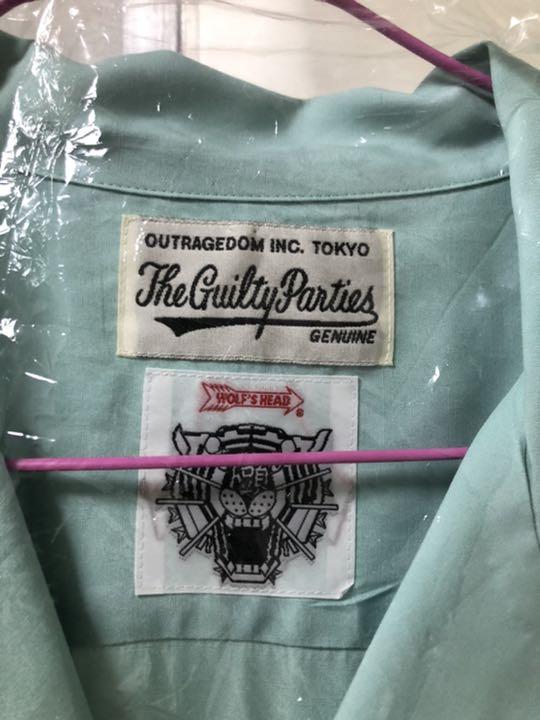 OUTRAGEDOM INC. TOKYO
The Guilty Parties
GENUINE
WOLF'S HEAD
®